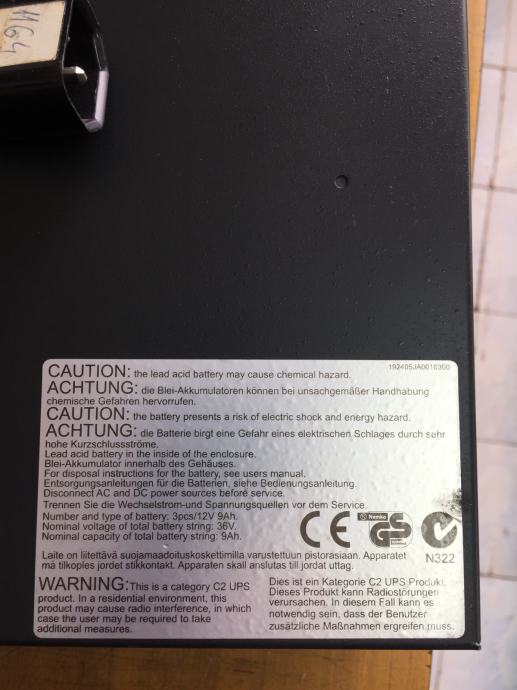 M64
192405JA0010300
CAUTION: the lead acid battery may cause chemical hazard.
ACHTUNG: die Blei-Akkumulatoren können bei unsachgemäßer Handhabung
chemische Gefahren hervorrufen.
CAUTION: the battery presents a risk of electric shock and energy hazard.
ACHTUNG: die Batterie birgt eine Gefahr eines elektrischen Schlages durch sehr
hohe Kurzschlussströme.
Lead acid battery in the inside of the enclosure.
Blei-Akkumulator innerhalb des Gehäuses.
For disposal instructions for the battery, see users manual.
Entsorgungsanleitung für die Batterien, siehe Bedienungsanleitung.
Disconnect AC and DC power sources before service.
Trennen Sie die Wechselstrom-und Spannungsquellen vor dem Service.
Number and type of battery: 3pcs/12V 9Ah.
Nominal voltage of total battery string: 36V.
Nominal capacity of total battery string: 9Ah.
CE
N Nemko
GS
N322
Laite on liitettävä suojamaadoituskoskettimilla varustettuun pistorasiaan. Apparatet
må tilkoples jordet stikkontakt. Apparaten skall anslutas till jordat uttag.
WARNING: This is a category C2 UPS
product. In a residential environment, this
product may cause radio interference, in which
case the user may be required to take
additional measures.
Dies ist ein Kategorie C2 UPS Produkt.
Dieses Produkt kann Radiostörungen
verursachen. In diesem Fall kann es
notwendig sein, dass der Benutzer
zusätzliche Maßnahmen ergreifen muss.